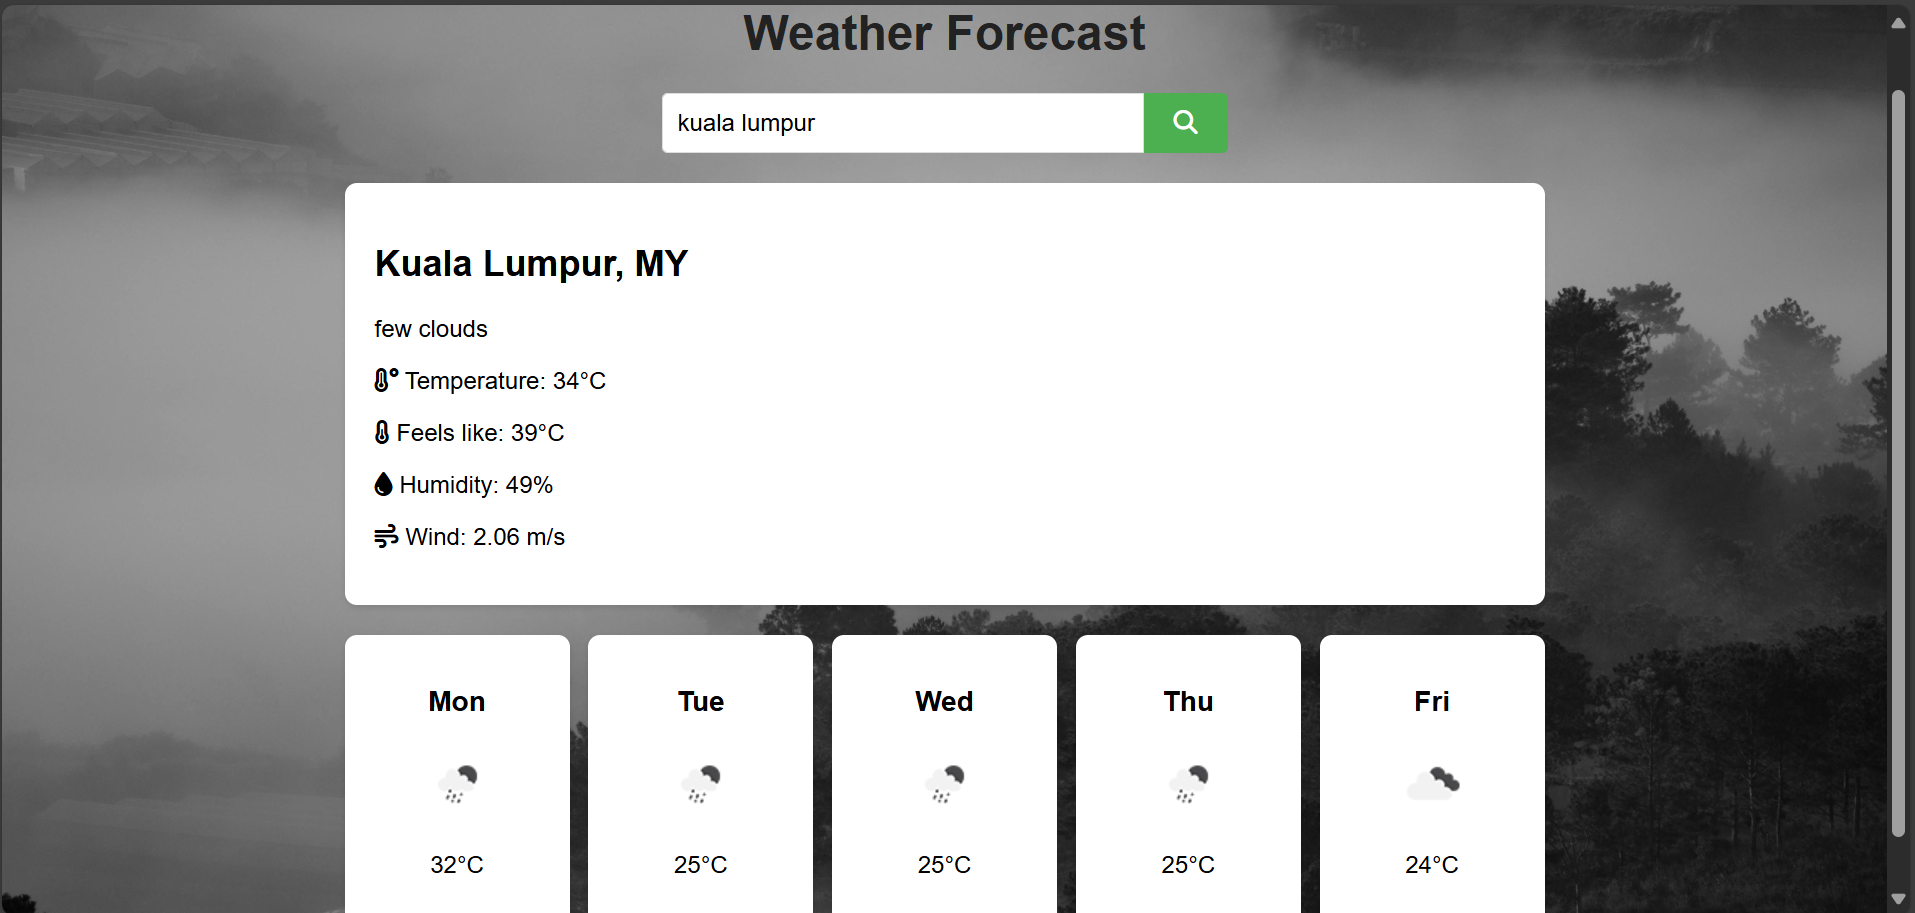 Weather Forecast
kuala lumpur
Kuala Lumpur, MY
few clouds
Temperature: 34°C
Feels like: 39°C
Humidity: 49%
Wind: 2.06 m/s
Mon
Tue
Wed
Thu
Fri
32°C
25°C
25°C
25°C
24°C